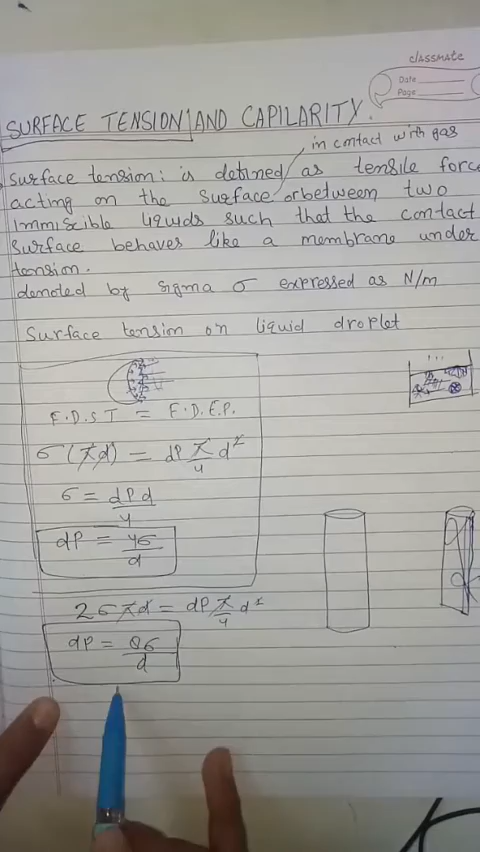 classmate
Date
Page
SURFACE TENSION AND CAPILARITY.
in contact with gas
Surface tension: is defined as tensile force
acting on the surface or between two
immiscible liquids such that the contact
surface behaves like a membrane under
tension.
denoted by sigma σ expressed as N/m
Surface tension on liquid droplet
F.D.S.T = F.D.E.P.
σ(πd) = dP π/4 d²
σ = dPd/4
dP = 4σ/d
2σπd = dP π/4 d²
dP = 8σ/d